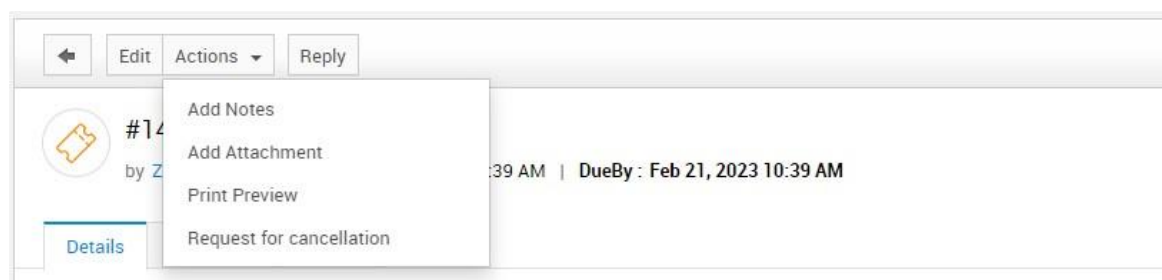 Edit Actions Reply
Add Notes
#14
Add Attachment
by Z :39 AM | DueBy : Feb 21, 2023 10:39 AM
Print Preview
Request for cancellation
Details